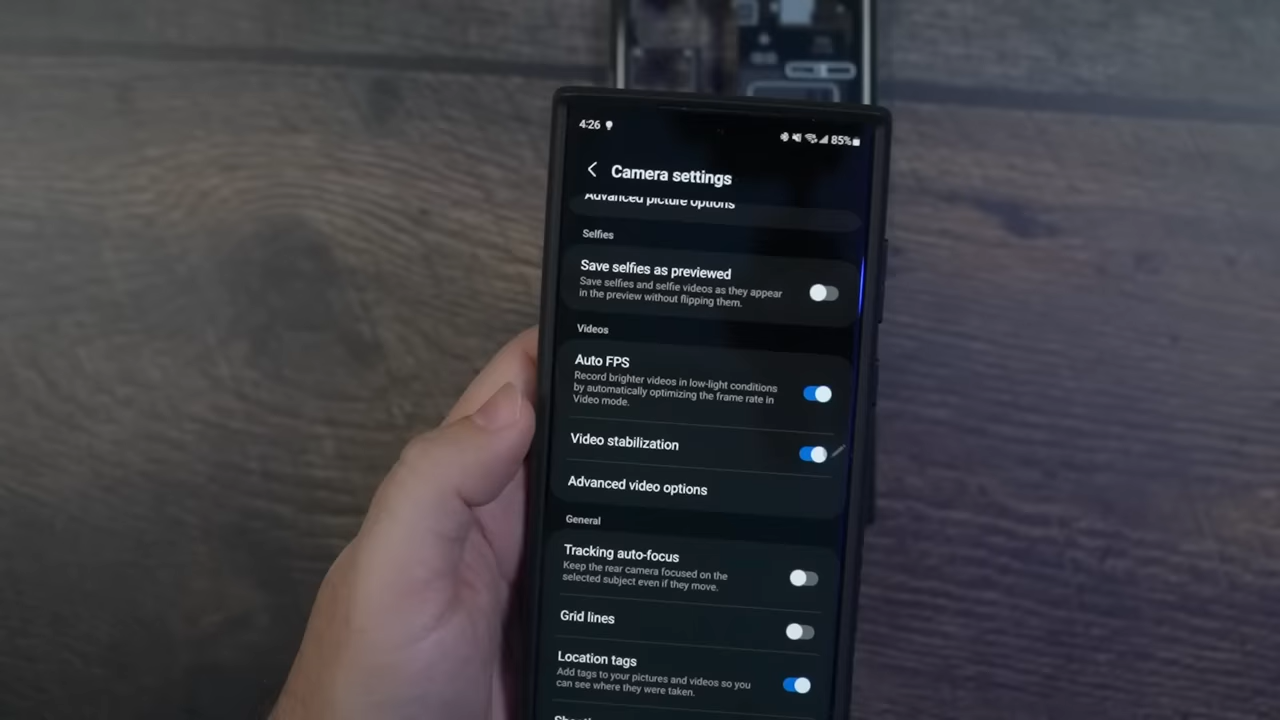 4:26
85%
Camera settings
Advanced picture options
Selfies
Save selfies as previewed
Save selfies and selfie videos as they appear
in the preview without flipping them.
Videos
Auto FPS
Record brighter videos in low-light conditions
by automatically optimizing the frame rate in
Video mode.
Video stabilization
Advanced video options
General
Tracking auto-focus
Keep the rear camera focused on the
selected subject even if they move.
Grid lines
Location tags
Add tags to your pictures and videos so you
can see where they were taken.